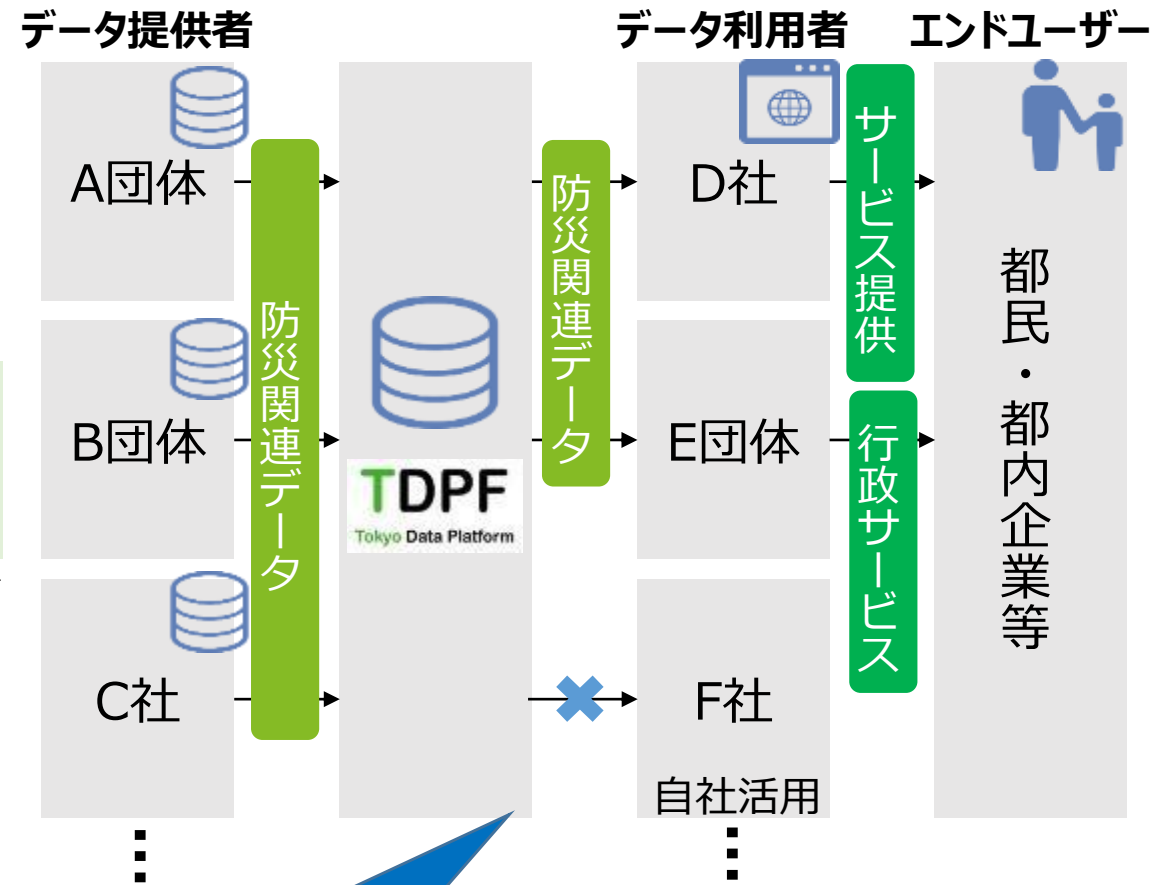 データ提供者
データ利用者
エンドユーザー
A団体
B団体
C社
防災関連データ
TDPF
Tokyo Data Platform
防災関連データ
D社
E団体
F社
自社活用
サービス提供
行政サービス
都民・都内企業等